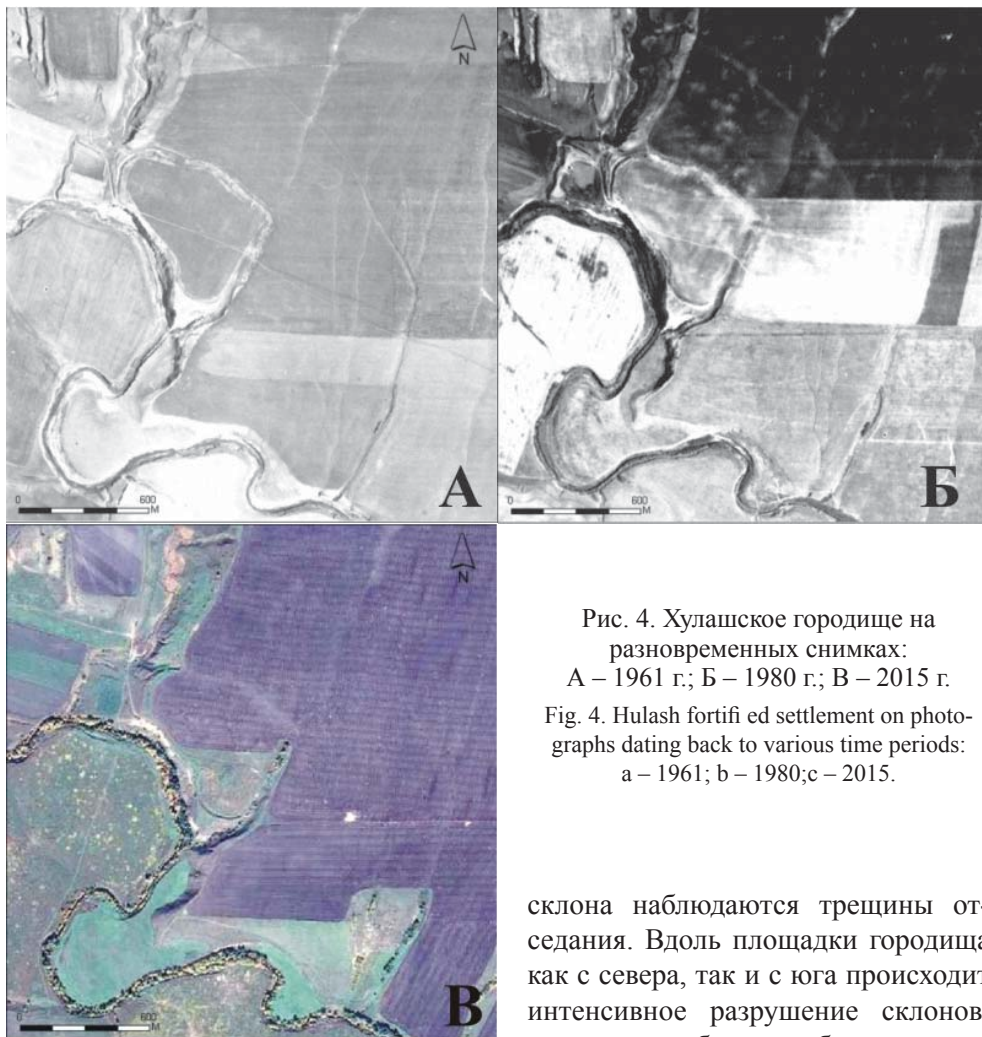 N
N
0
600
М
А
0
600
М
Б
N
0
600
М
В
Рис. 4. Хулашское городище на
разновременных снимках:
А – 1961 г.; Б – 1980 г.; В – 2015 г.
Fig. 4. Hulash fortifi ed settlement on photo-
graphs dating back to various time periods:
a – 1961; b – 1980;c – 2015.
склона наблюдаются трещины от-
седания. Вдоль площадки городища
как с севера, так и с юга происходит
интенсивное разрушение склонов,